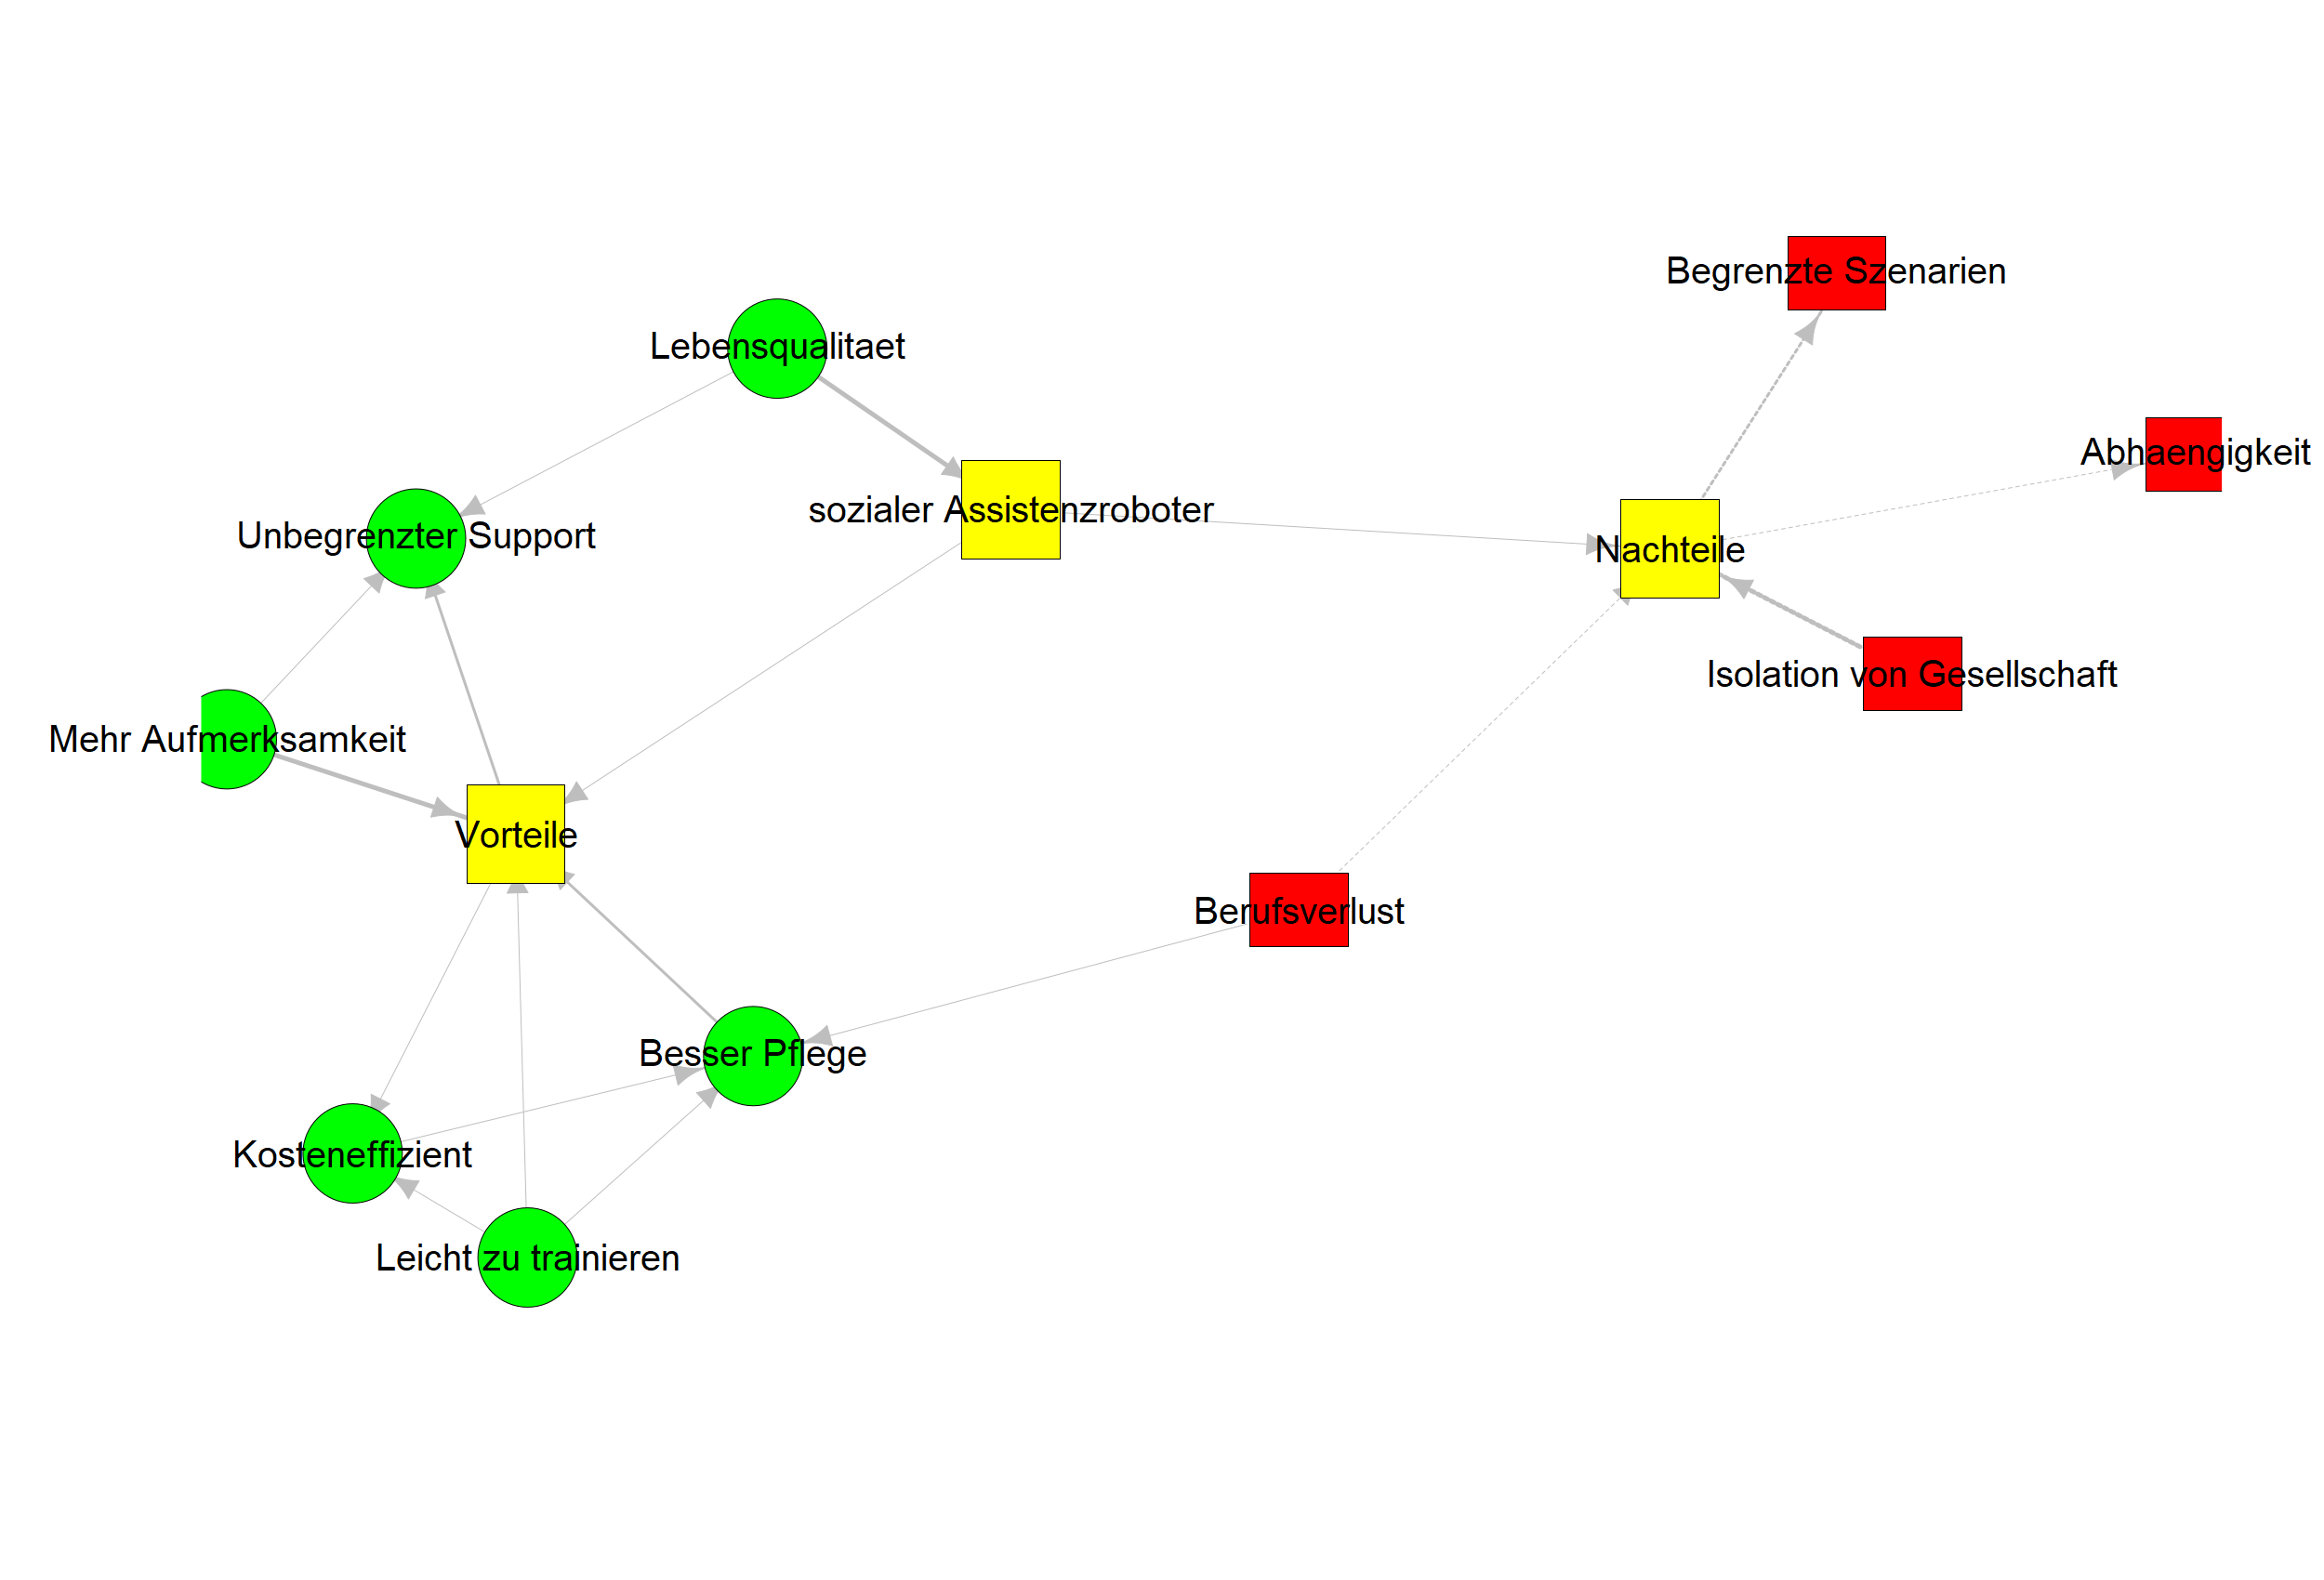 Begrenzte Szenarien
Lebensqualitaet
Abhaengigkeit
sozialer Assistenzroboter
Unbegrenzter Support
Nachteile
Isolation von Gesellschaft
Mehr Aufmerksamkeit
Vorteile
Berufsverlust
Besser Pflege
Kosteneffizient
Leicht zu trainieren